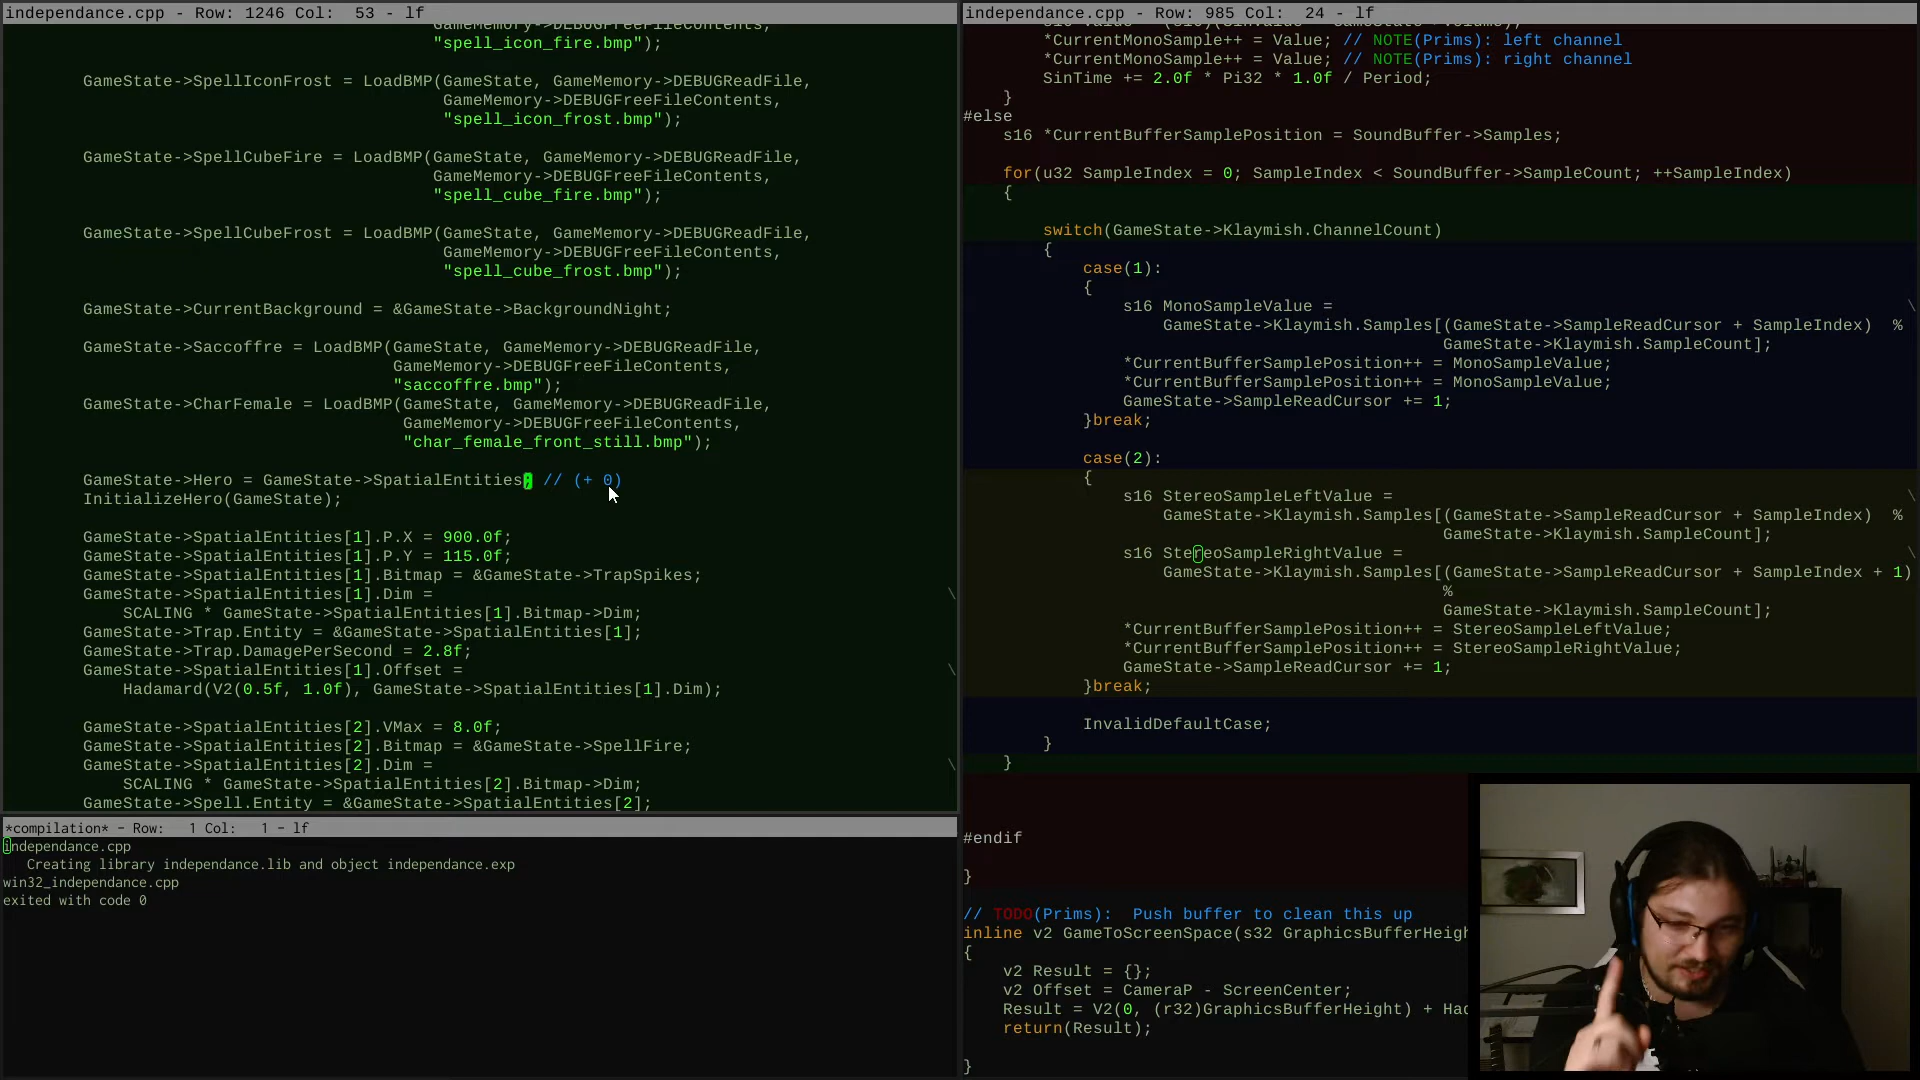 independance.cpp - Row: 1246 Col:  53 - lf
GameMemory->DEBUGFreeFileContents,
"spell_icon_fire.bmp");
GameState->SpellIconFrost = LoadBMP(GameState, GameMemory->DEBUGReadFile,
GameMemory->DEBUGFreeFileContents,
"spell_icon_frost.bmp");
GameState->SpellCubeFire = LoadBMP(GameState, GameMemory->DEBUGReadFile,
GameMemory->DEBUGFreeFileContents,
"spell_cube_fire.bmp");
GameState->SpellCubeFrost = LoadBMP(GameState, GameMemory->DEBUGReadFile,
GameMemory->DEBUGFreeFileContents,
"spell_cube_frost.bmp");
GameState->CurrentBackground = &GameState->BackgroundNight;
GameState->Saccoffre = LoadBMP(GameState, GameMemory->DEBUGReadFile,
GameMemory->DEBUGFreeFileContents,
"saccoffre.bmp");
GameState->CharFemale = LoadBMP(GameState, GameMemory->DEBUGReadFile,
GameMemory->DEBUGFreeFileContents,
"char_female_front_still.bmp");
GameState->Hero = GameState->SpatialEntities; // (+ 0)
InitializeHero(GameState);
GameState->SpatialEntities[1].P.X = 900.0f;
GameState->SpatialEntities[1].P.Y = 115.0f;
GameState->SpatialEntities[1].Bitmap = &GameState->TrapSpikes;
GameState->SpatialEntities[1].Dim = \
SCALING * GameState->SpatialEntities[1].Bitmap->Dim;
GameState->Trap.Entity = &GameState->SpatialEntities[1];
GameState->Trap.DamagePerSecond = 2.8f;
GameState->SpatialEntities[1].Offset = \
Hadamard(V2(0.5f, 1.0f), GameState->SpatialEntities[1].Dim);
GameState->SpatialEntities[2].VMax = 8.0f;
GameState->SpatialEntities[2].Bitmap = &GameState->SpellFire;
GameState->SpatialEntities[2].Dim = \
SCALING * GameState->SpatialEntities[2].Bitmap->Dim;
GameState->Spell.Entity = &GameState->SpatialEntities[2];
*compilation* - Row:   1 Col:   1 - lf
independance.cpp
Creating library independance.lib and object independance.exp
win32_independance.cpp
exited with code 0
independance.cpp - Row: 985 Col:  24 - lf
*CurrentMonoSample++ = Value; // NOTE(Prims): left channel
*CurrentMonoSample++ = Value; // NOTE(Prims): right channel
SinTime += 2.0f * Pi32 * 1.0f / Period;
}
#else
s16 *CurrentBufferSamplePosition = SoundBuffer->Samples;
for(u32 SampleIndex = 0; SampleIndex < SoundBuffer->SampleCount; ++SampleIndex)
{
switch(GameState->Klaymish.ChannelCount)
{
case(1):
{
s16 MonoSampleValue = \
GameState->Klaymish.Samples[(GameState->SampleReadCursor + SampleIndex)  %
GameState->Klaymish.SampleCount];
*CurrentBufferSamplePosition++ = MonoSampleValue;
*CurrentBufferSamplePosition++ = MonoSampleValue;
GameState->SampleReadCursor += 1;
}break;
case(2):
{
s16 StereoSampleLeftValue = \
GameState->Klaymish.Samples[(GameState->SampleReadCursor + SampleIndex)  %
GameState->Klaymish.SampleCount];
s16 StereoSampleRightValue = \
GameState->Klaymish.Samples[(GameState->SampleReadCursor + SampleIndex + 1)
%
GameState->Klaymish.SampleCount];
*CurrentBufferSamplePosition++ = StereoSampleLeftValue;
*CurrentBufferSamplePosition++ = StereoSampleRightValue;
GameState->SampleReadCursor += 1;
}break;
InvalidDefaultCase;
}
}
#endif
}
// TODO(Prims):  Push buffer to clean this up
inline v2 GameToScreenSpace(s32 GraphicsBufferHeigh
{
v2 Result = {};
v2 Offset = CameraP - ScreenCenter;
Result = V2(0, (r32)GraphicsBufferHeight) + Had
return(Result);
}